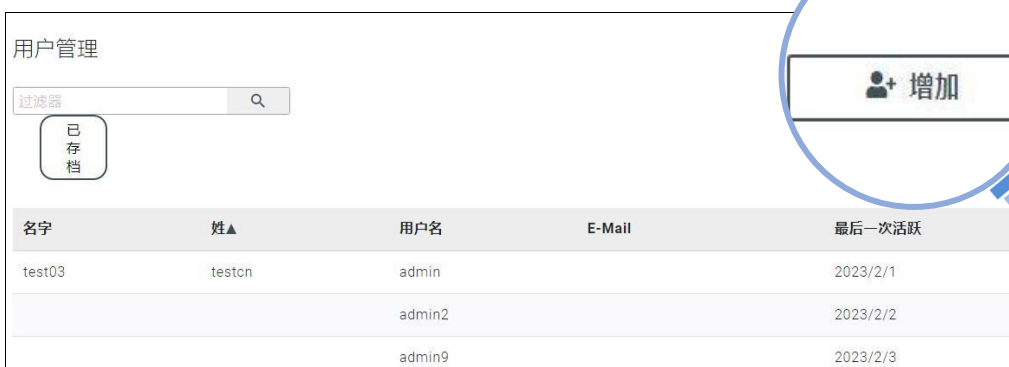 用户管理
过滤器
已
存
档
增加
名字 姓▲ 用户名 E-Mail 最后一次活跃
test03 testcn admin 2023/2/1
admin2 2023/2/2
admin9 2023/2/3